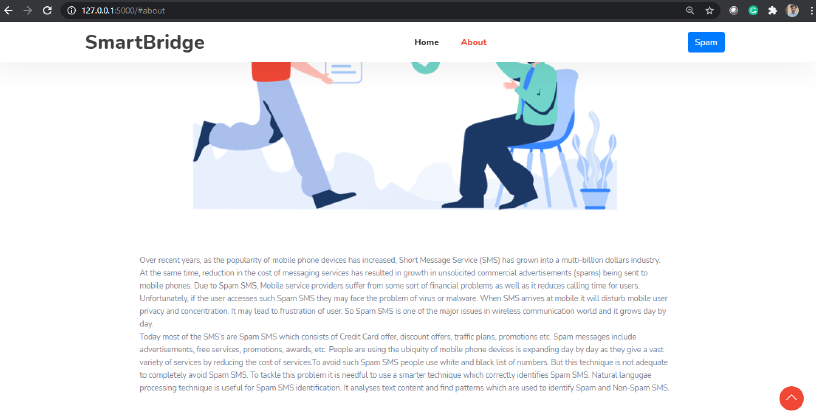 127.0.0.1:5000/#about
SmartBridge
Home
About
Spam
Over recent years, as the popularity of mobile phone devices has increased, Short Message Service (SMS) has grown into a multi-billion dollars industry.
At the same time, reduction in the cost of messaging services has resulted in growth in unsolicited commercial advertisements (spams) being sent to
mobile phones. Due to Spam SMS, Mobile service providers suffer from some sort of financial problems as well as it reduces calling time for users.
Unfortunately, if the user accesses such Spam SMS they may face the problem of virus or malware. When SMS arrives at mobile it will disturb mobile user
privacy and concentration. It may lead to frustration of user. So Spam SMS is one of the major issues in wireless communication world and it grows day by
day.
Today most of the SMS's are Spam SMS which consists of Credit Card offer, discount offers, traffic plans, promotions etc. Spam messages include
advertisements, free services, promotions, awards, etc. People are using the ubiquity of mobile phone devices is expanding day by day as they give a vast
variety of services by reducing the cost of services.To avoid such Spam SMS people use white and black list of numbers. But this technique is not adequate
to completely avoid Spam SMS. To tackle this problem it is needful to use a smarter technique which correctly identifies Spam SMS. Natural langugae
processing technique is useful for Spam SMS identification. It analyses text content and find patterns which are used to identify Spam and Non-Spam SMS.